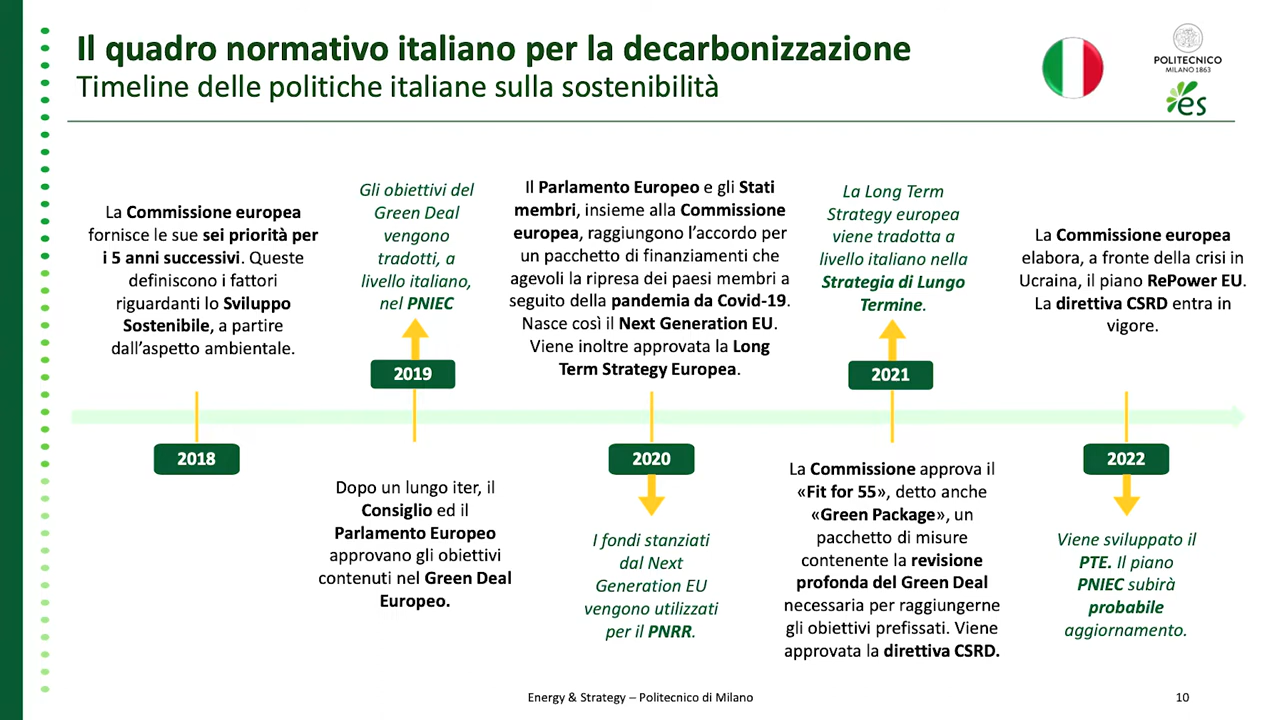 Il quadro normativo italiano per la decarbonizzazione
Timeline delle politiche italiane sulla sostenibilità
POLITECNICO
MILANO 1863
es
La Commissione europea
fornisce le sue sei priorità per
i 5 anni successivi. Queste
definiscono i fattori
riguardanti lo Sviluppo
Sostenibile, a partire
dall'aspetto ambientale.
2018
Gli obiettivi del
Green Deal
vengono
tradotti, a
livello italiano,
nel PNIEC
2019
Dopo un lungo iter, il
Consiglio ed il
Parlamento Europeo
approvano gli obiettivi
contenuti nel Green Deal
Europeo.
Il Parlamento Europeo e gli Stati
membri, insieme alla Commissione
europea, raggiungono l'accordo per
un pacchetto di finanziamenti che
agevoli la ripresa dei paesi membri a
seguito della pandemia da Covid-19.
Nasce così il Next Generation EU.
Viene inoltre approvata la Long
Term Strategy Europea.
2020
I fondi stanziati
dal Next
Generation EU
vengono utilizzati
per il PNRR.
La Long Term
Strategy europea
viene tradotta a
livello italiano nella
Strategia di Lungo
Termine.
2021
La Commissione approva il
«Fit for 55», detto anche
«Green Package», un
pacchetto di misure
contenente la revisione
profonda del Green Deal
necessaria per raggiungerne
gli obiettivi prefissati. Viene
approvata la direttiva CSRD.
La Commissione europea
elabora, a fronte della crisi in
Ucraina, il piano RePower EU.
La direttiva CSRD entra in
vigore.
2022
Viene sviluppato il
PTE. Il piano
PNIEC subirà
probabile
aggiornamento.
Energy & Strategy – Politecnico di Milano
10